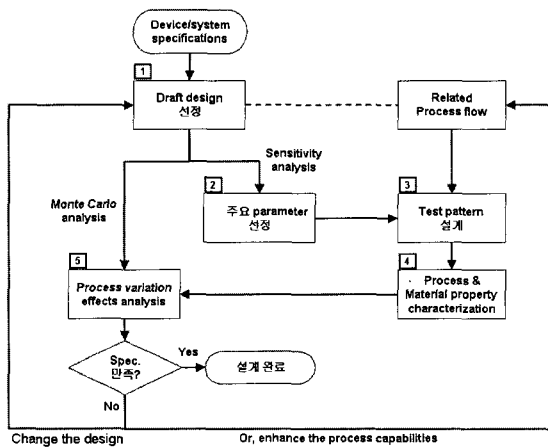 Device/system
specifications
1
Draft design
선정
Related
Process flow
Sensitivity
analysis
Monte Carlo
analysis
2
주요 parameter
선정
3
Test pattern
설계
4
Process &
Material property
characterization
5
Process variation
effects analysis
Spec.
만족?
Yes
설계 완료
No
Change the design
Or, enhance the process capabilities